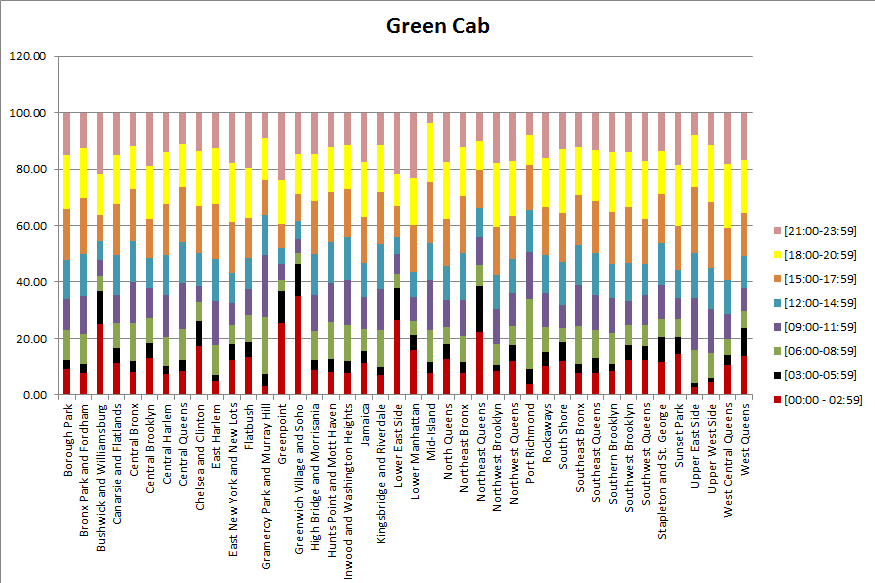 Green Cab
120.00
100.00
80.00
60.00
40.00
20.00
0.00
[21:00-23:59]
[18:00-20:59]
[15:00-17:59]
[12:00-14:59]
[09:00-11:59]
[06:00-08:59]
[03:00-05:59]
[00:00 - 02:59]
Borough Park
Bronx Park and Fordham
Bushwick and Williamsburg
Canarsie and Flatlands
Central Bronx
Central Brooklyn
Central Harlem
Central Queens
Chelsea and Clinton
East Harlem
East New York and New Lots
Flatbush
Gramercy Park and Murray Hill
Greenpoint
Greenwich Village and Soho
High Bridge and Morrisania
Hunts Point and Mott Haven
Inwood and Washington Heights
Jamaica
Kingsbridge and Riverdale
Lower East Side
Lower Manhattan
Mid-Island
North Queens
Northeast Bronx
Northeast Queens
Northwest Brooklyn
Northwest Queens
Port Richmond
Rockaways
South Shore
Southeast Bronx
Southeast Queens
Southern Brooklyn
Southwest Brooklyn
Southwest Queens
Stapleton and St. George
Sunset Park
Upper East Side
Upper West Side
West Central Queens
West Queens